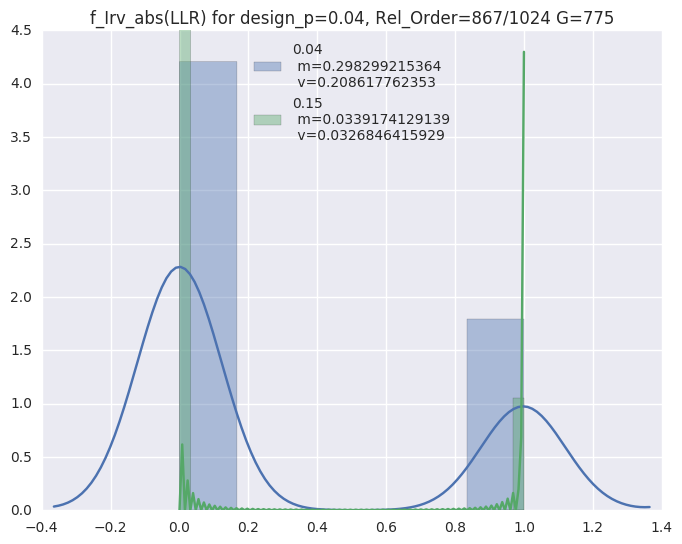 f_Irv_abs(LLR) for design_p=0.04, Rel_Order=867/1024 G=775
4.5
4.0
3.5
3.0
2.5
2.0
1.5
1.0
0.5
0.0
0.04
m=0.298299215364
v=0.208617762353
0.15
m=0.0339174129139
v=0.0326846415929
−0.4 −0.2 0.0 0.2 0.4 0.6 0.8 1.0 1.2 1.4